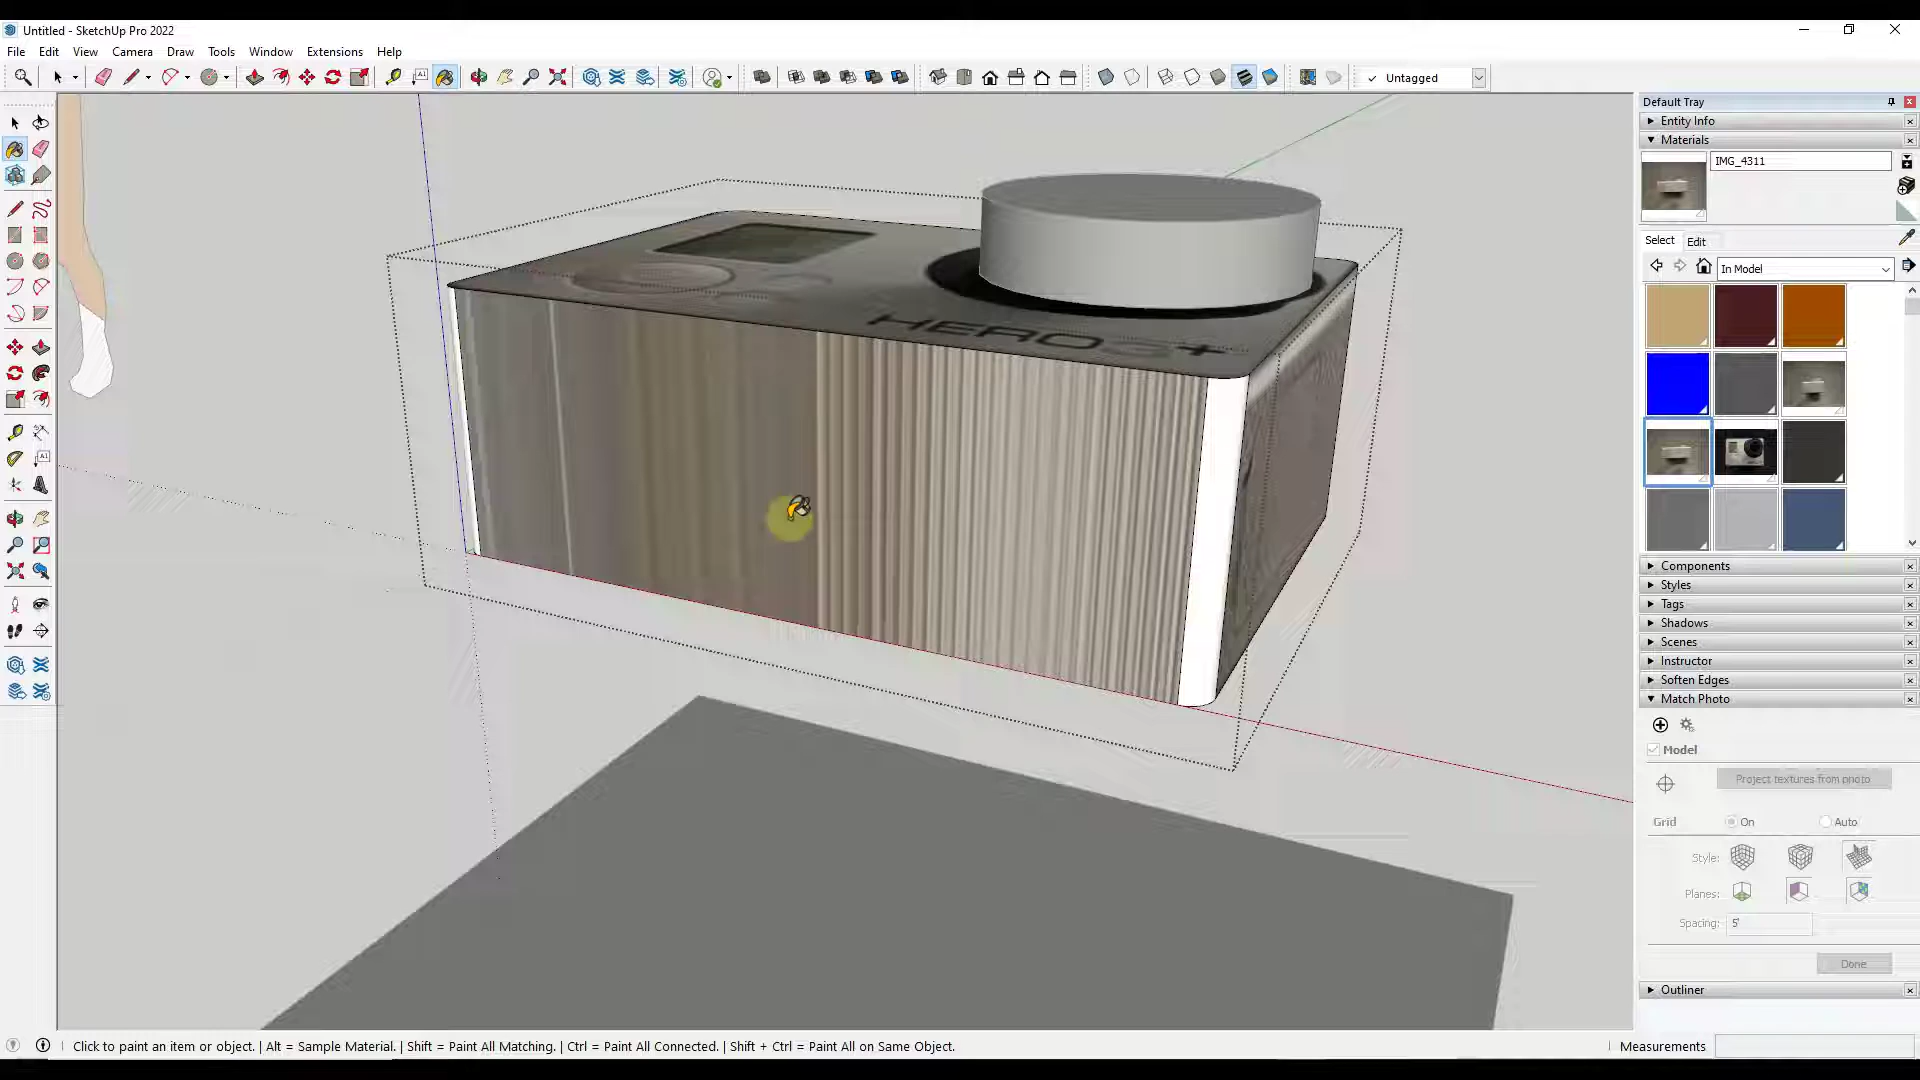 Untitled - SketchUp Pro 2022
File Edit View Camera Draw Tools Window Extensions Help
Untagged
Default Tray
Entity Info
Materials
IMG_4311
Select Edit
In Model
HERO3+
Components
Styles
Tags
Shadows
Scenes
Instructor
Soften Edges
Match Photo
Model
Project textures from photo
Grid On Auto
Style:
Planes:
Spacing: 5'
Done
Outliner
Click to paint an item or object. | Alt = Sample Material. | Shift = Paint All Matching. | Ctrl = Paint All Connected. | Shift + Ctrl = Paint All on Same Object.
Measurements